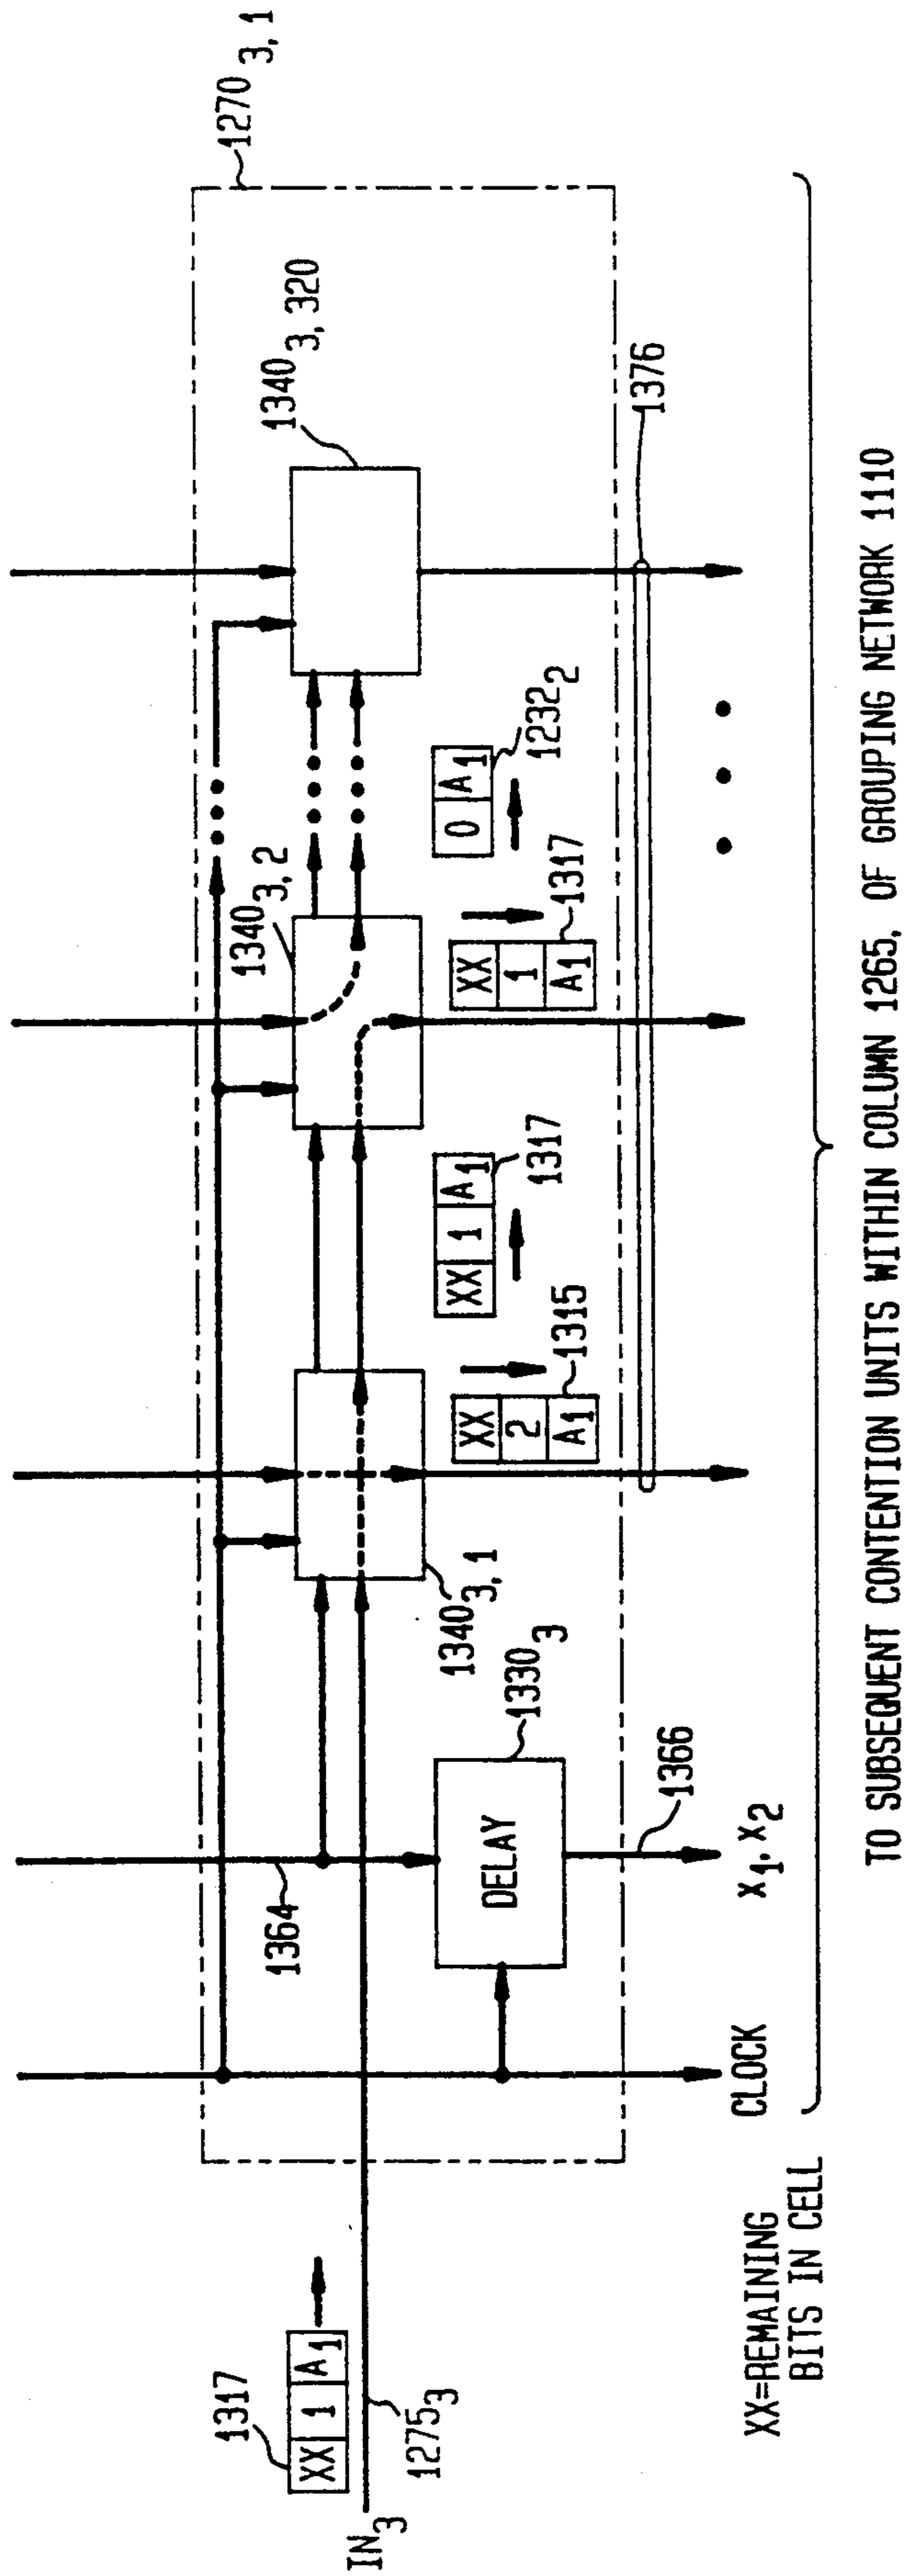 1270 3, 1
1340 3, 320
1340 3, 2
0 A1
1232 2
1376
XX 1 A1
1317
XX 1 A1
1317
XX 2 A1
1315
1340 3, 1
1330 3
DELAY
1364
1366
XX 1 A1
1317
IN3
1275 3
CLOCK
X1, X2
XX=REMAINING
BITS IN CELL
TO SUBSEQUENT CONTENTION UNITS WITHIN COLUMN 1265, OF GROUPING NETWORK 1110